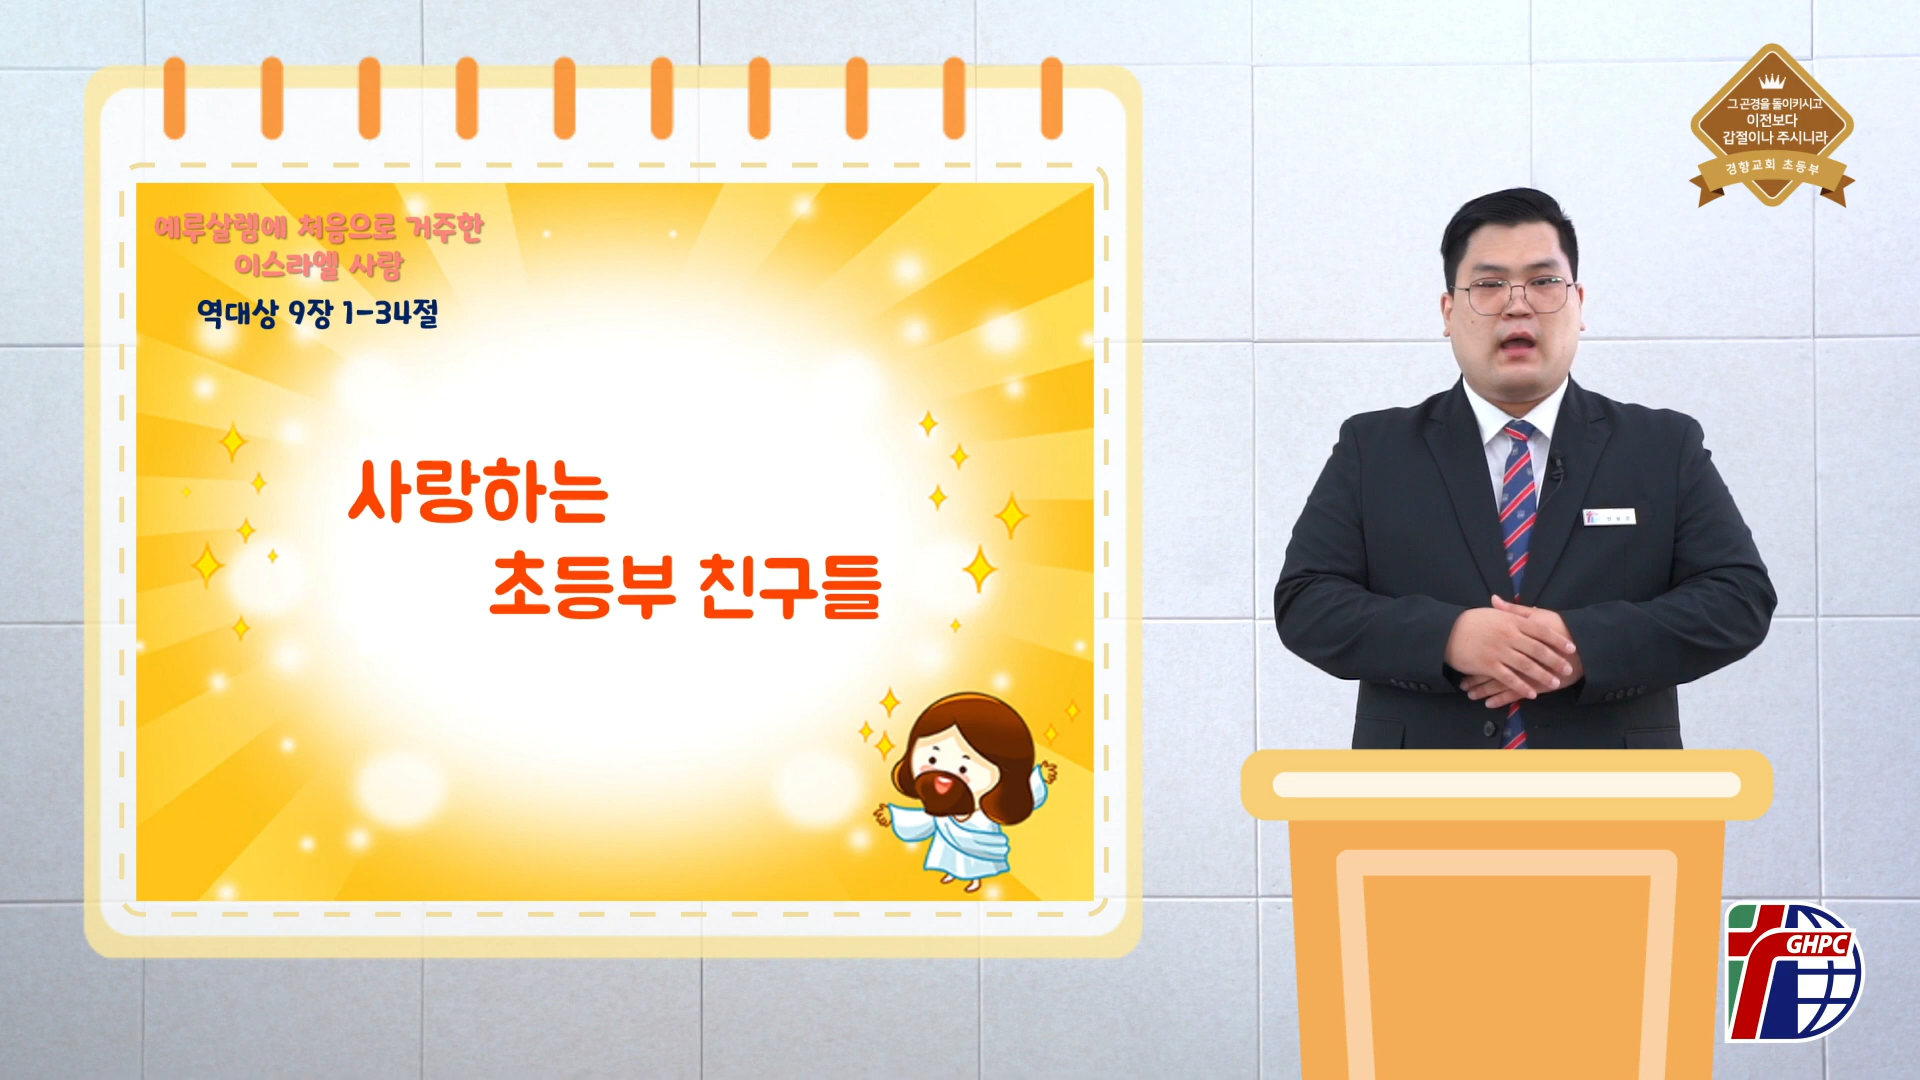 예루살렘에 처음으로 거주한
이스라엘 사람
역대상 9장 1-34절
사랑하는
초등부 친구들
그 곤경을 돌이키시고
이전보다
갑절이나 주시니라
경향교회 초등부
GHPC